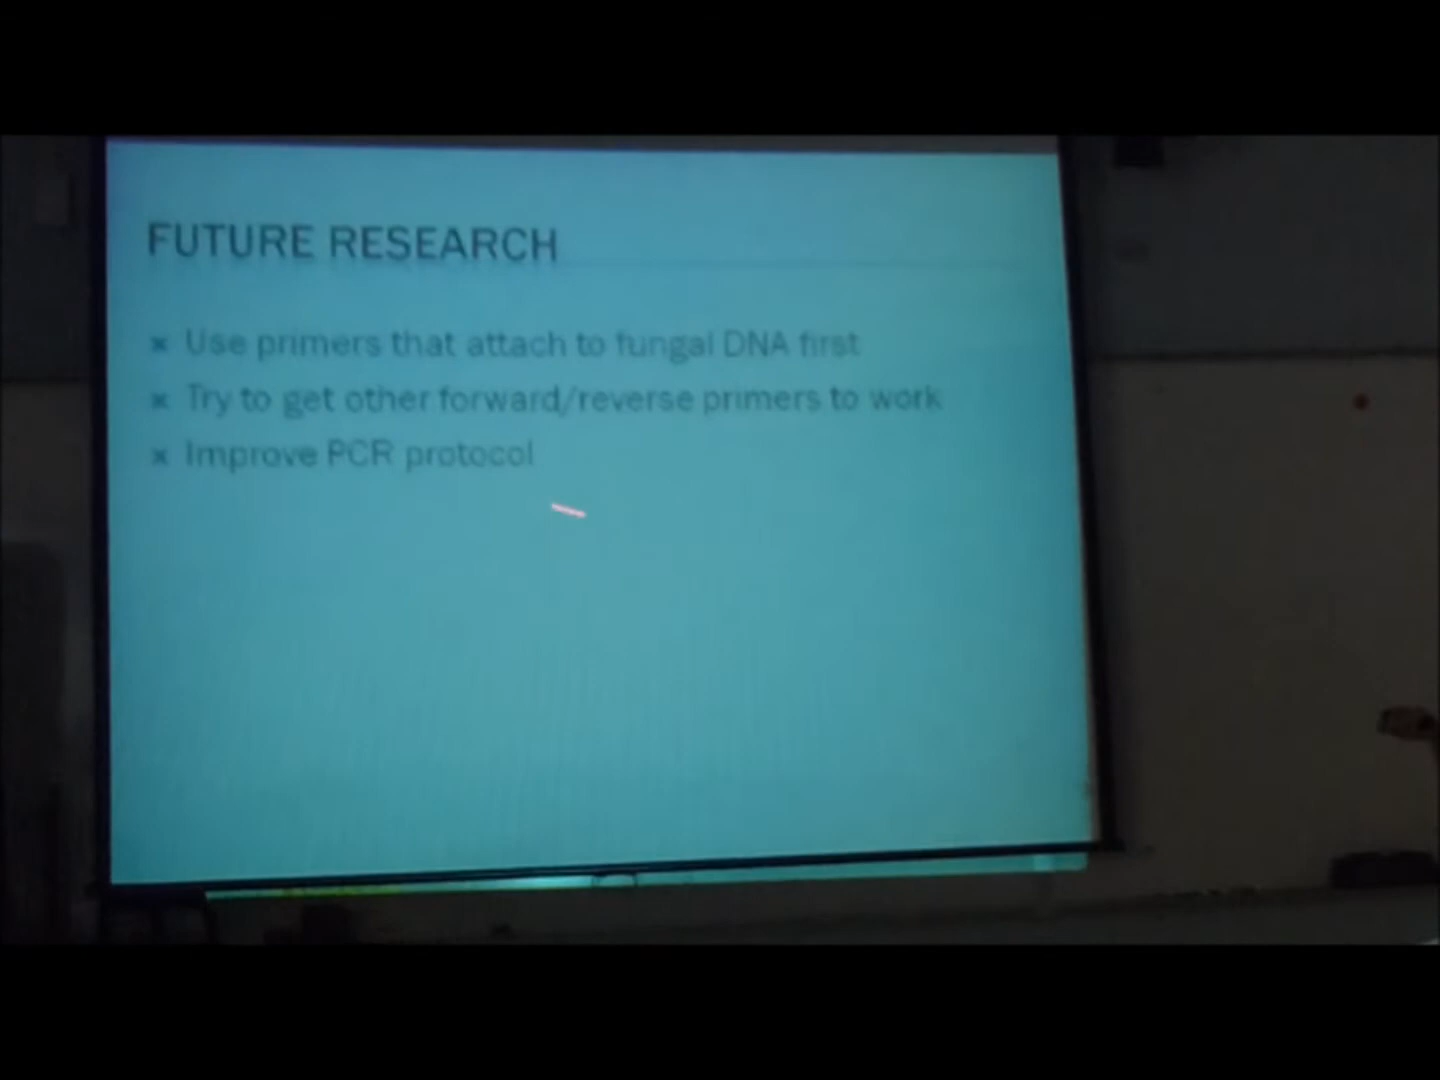 FUTURE RESEARCH
Use primers that attach to fungal DNA first
Try to get other forward/reverse primers to work
Improve PCR protocol